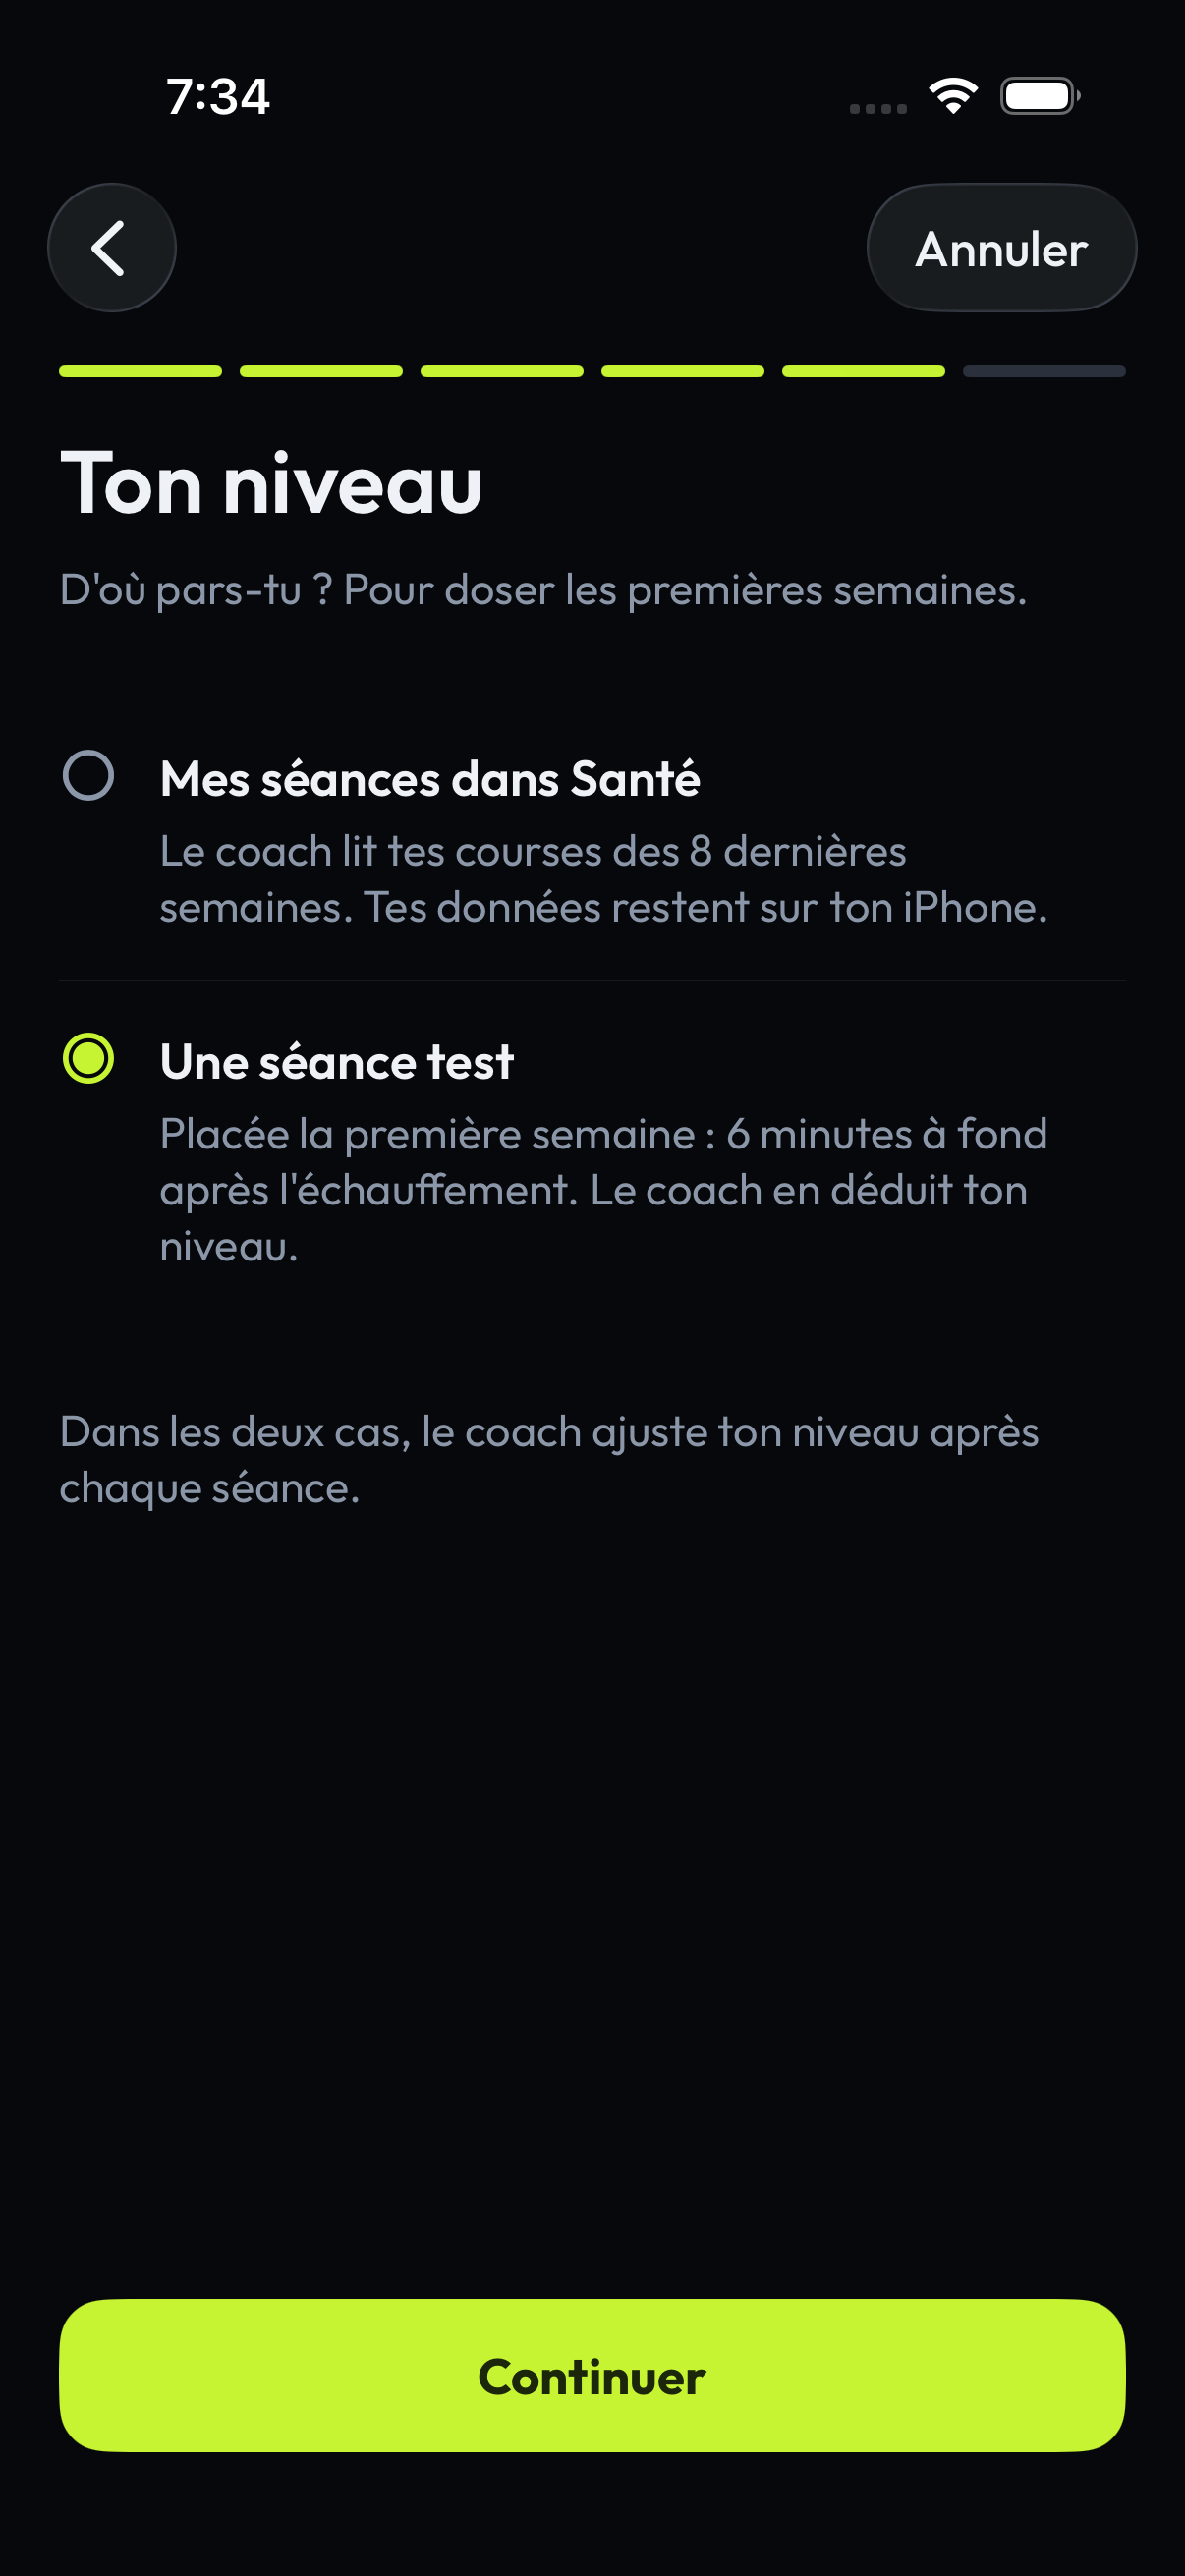 7:34
Annuler
Ton niveau
D'où pars-tu ? Pour doser les premières semaines.
Mes séances dans Santé
Le coach lit tes courses des 8 dernières
semaines. Tes données restent sur ton iPhone.
Une séance test
Placée la première semaine : 6 minutes à fond
après l'échauffement. Le coach en déduit ton
niveau.
Dans les deux cas, le coach ajuste ton niveau après
chaque séance.
Continuer